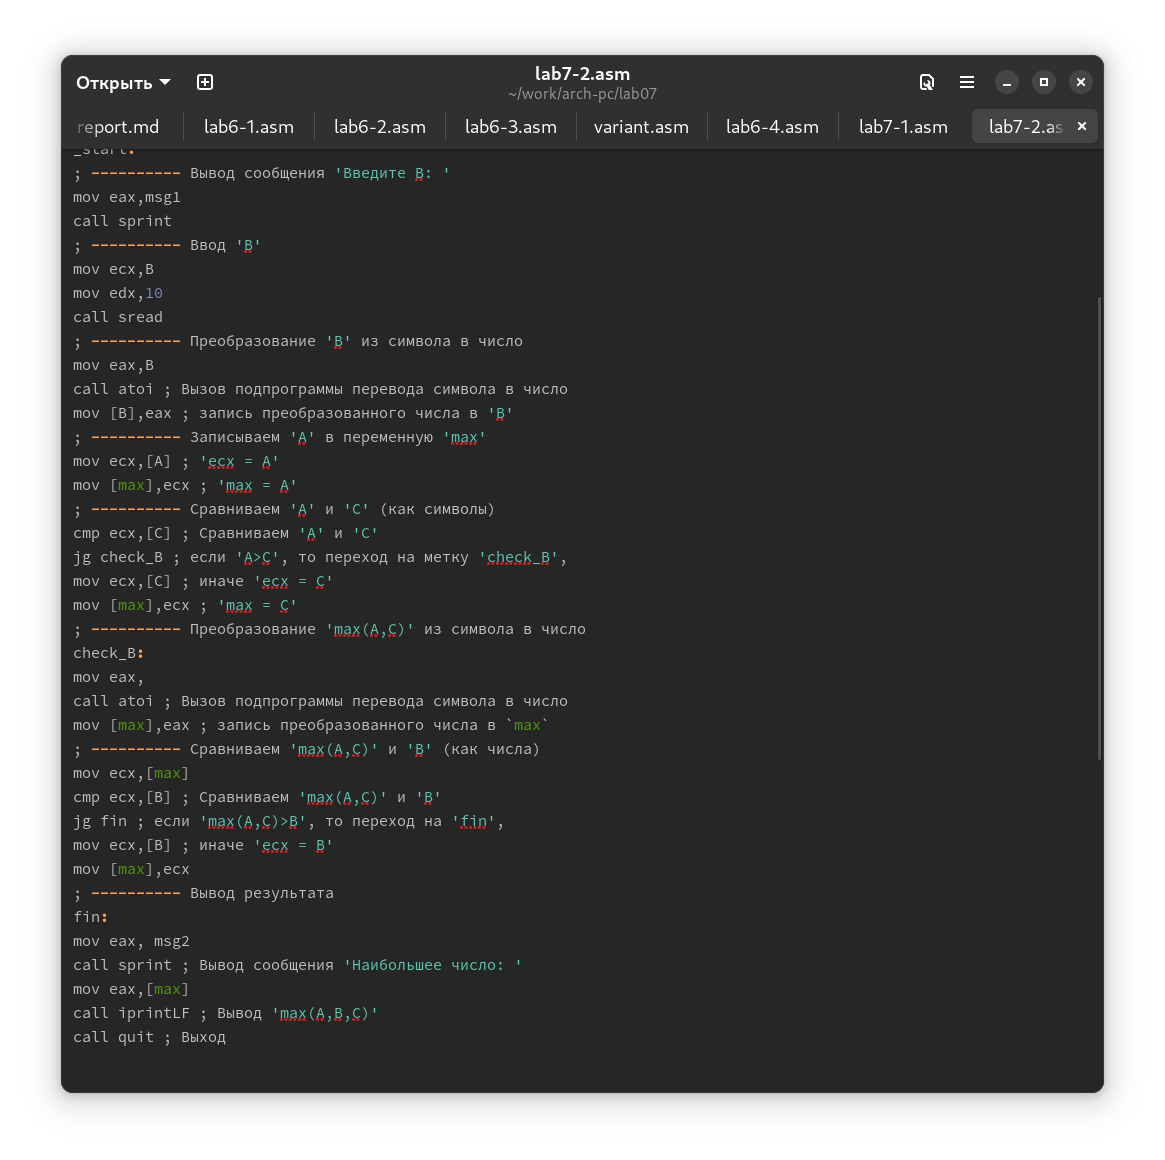 Открыть
lab7-2.asm
~/work/arch-pc/lab07
report.md lab6-1.asm lab6-2.asm lab6-3.asm variant.asm lab6-4.asm lab7-1.asm lab7-2.as
_start:
; ---------- Вывод сообщения 'Введите B: '
mov eax,msg1
call sprint
; ---------- Ввод 'B'
mov ecx,B
mov edx,10
call sread
; ---------- Преобразование 'B' из символа в число
mov eax,B
call atoi ; Вызов подпрограммы перевода символа в число
mov [B],eax ; запись преобразованного числа в 'B'
; ---------- Записываем 'A' в переменную 'max'
mov ecx,[A] ; 'ecx = A'
mov [max],ecx ; 'max = A'
; ---------- Сравниваем 'A' и 'С' (как символы)
cmp ecx,[C] ; Сравниваем 'A' и 'С'
jg check_B ; если 'A>C', то переход на метку 'check_B',
mov ecx,[C] ; иначе 'ecx = C'
mov [max],ecx ; 'max = C'
; ---------- Преобразование 'max(A,C)' из символа в число
check_B:
mov eax,
call atoi ; Вызов подпрограммы перевода символа в число
mov [max],eax ; запись преобразованного числа в `max`
; ---------- Сравниваем 'max(A,C)' и 'B' (как числа)
mov ecx,[max]
cmp ecx,[B] ; Сравниваем 'max(A,C)' и 'B'
jg fin ; если 'max(A,C)>B', то переход на 'fin',
mov ecx,[B] ; иначе 'ecx = B'
mov [max],ecx
; ---------- Вывод результата
fin:
mov eax, msg2
call sprint ; Вывод сообщения 'Наибольшее число: '
mov eax,[max]
call iprintLF ; Вывод 'max(A,B,C)'
call quit ; Выход